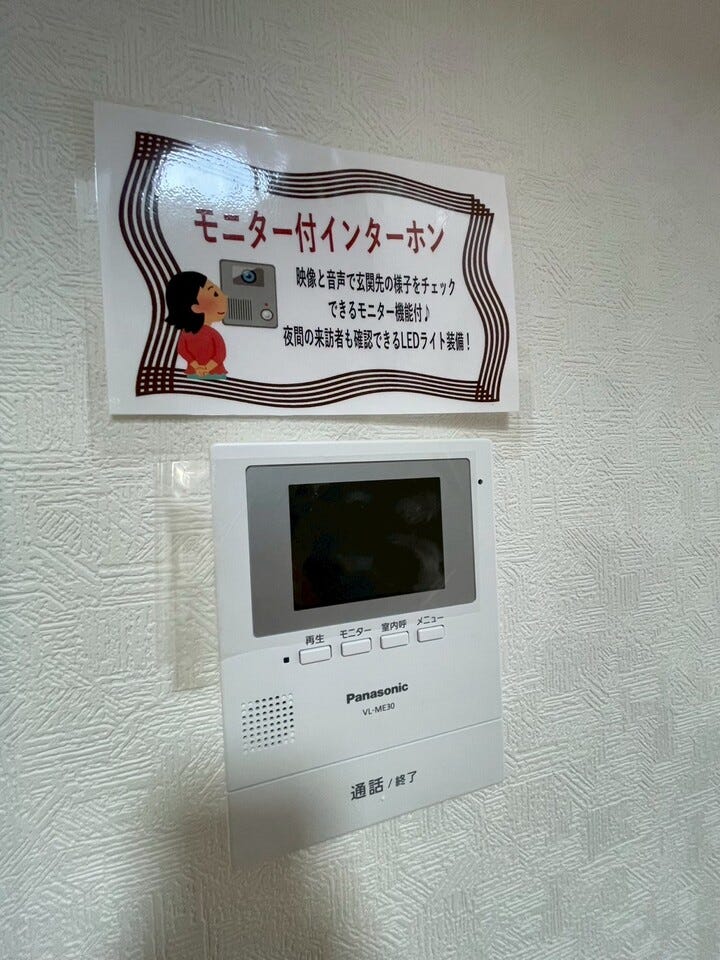 モニター付インターホン
映像と音声で玄関先の様子をチェック
できるモニター機能付♪
夜間の来訪者も確認できるLEDライト装備！
再生 モニター 室内呼 メニュー
Panasonic
VL-ME30
通話/終了